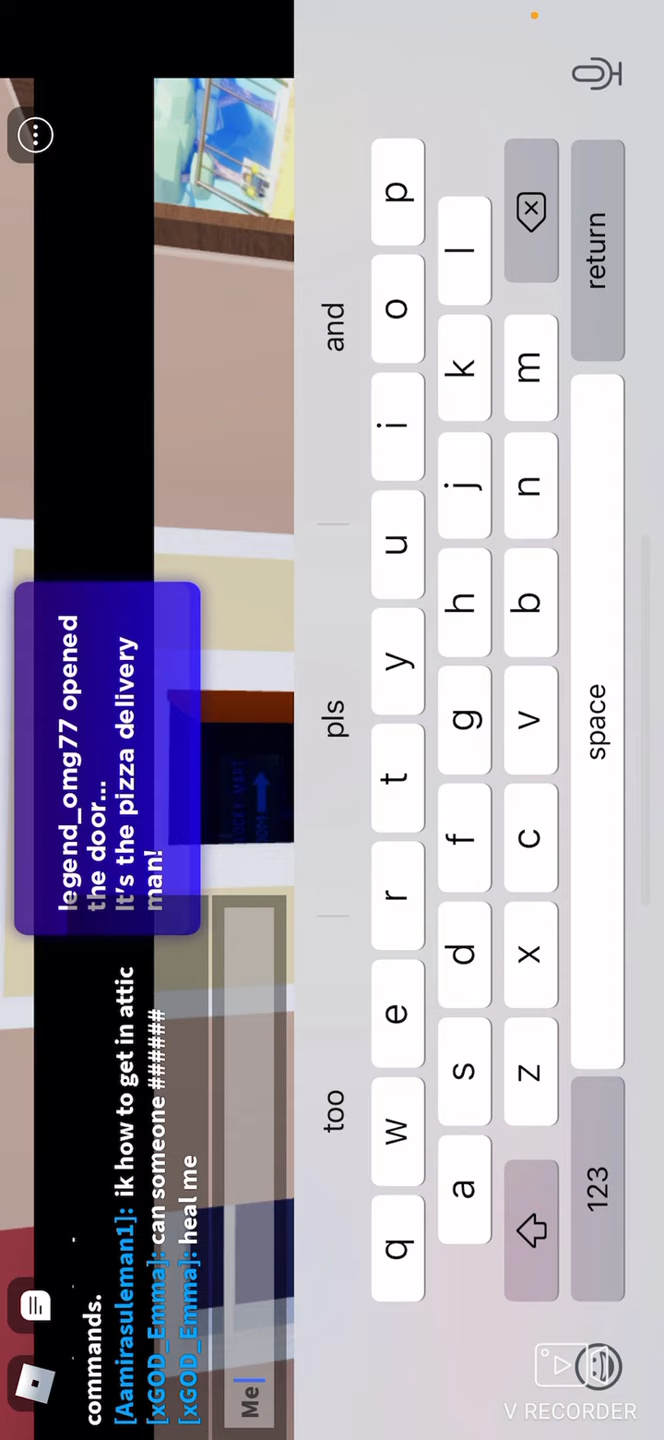 commands.
[Aamirasuleman1]: ik how to get in attic
[xGOD_Emma]: can someone ######
[xGOD_Emma]: heal me
Me
legend_omg77 opened
the door...
It's the pizza delivery
man!
too pls and
q w e r t y u i o p
a s d f g h j k l
z x c v b n m
123 space return
V RECORDER